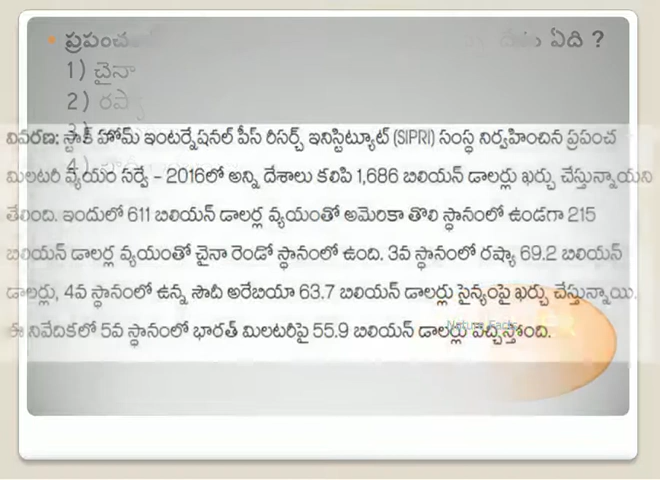 ప్రపంచ ఏది ?
1) చైనా
2) రష్యా
వివరణ: స్టాక్ హోమ్ ఇంటర్నేషనల్ పీస్ రీసర్చ్ ఇనిస్టిట్యూట్ (SIPRI) సంస్థ నిర్వహించిన ప్రపంచ
మిలటరీ వ్యయం సర్వే - 2016లో అన్ని దేశాలు కలిపి 1,686 బిలియన్ డాలర్లు ఖర్చు చేస్తున్నాయని
తేలింది. ఇందులో 611 బిలియన్ డాలర్ల వ్యయంతో అమెరికా తొలి స్థానంలో ఉండగా 215
బిలియన్ డాలర్ల వ్యయంతో చైనా రెండో స్థానంలో ఉంది. 3వ స్థానంలో రష్యా 69.2 బిలియన్
డాలర్లు, 4వ స్థానంలో ఉన్న సౌదీ అరేబియా 63.7 బిలియన్ డాలర్లు సైన్యంపై ఖర్చు చేస్తున్నాయి.
ఈ నివేదికలో 5వ స్థానంలో భారత్ మిలటరీపై 55.9 బిలియన్ డాలర్లు వెచ్చిస్తోంది.